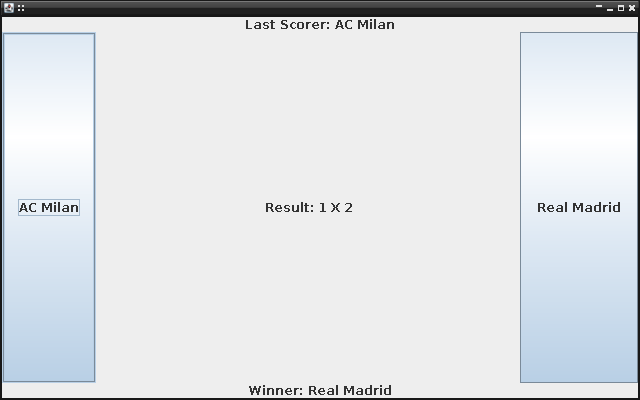 Last Scorer: AC Milan
AC Milan
Result: 1 X 2
Real Madrid
Winner: Real Madrid